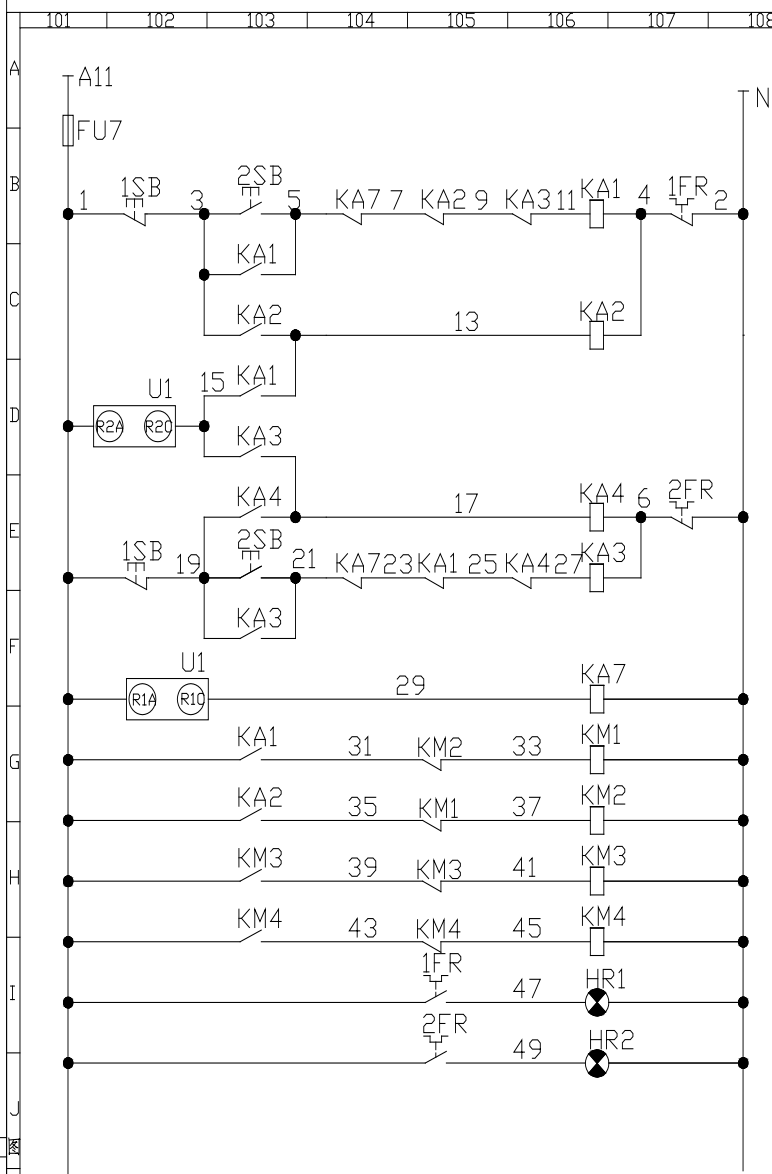 101 102 103 104 105 106 107 108
A
A11
N
FU7
B
1 1SB 3 2SB 5 KA7 7 KA2 9 KA3 11 KA1 4 1FR 2
KA1
C
KA2 13 KA2
15 KA1
D
U1
R2A R2C
KA3
KA4 17 KA4 6 2FR
E
1SB 19 2SB 21 KA7 23 KA1 25 KA4 27 KA3
F
KA3
U1
R1A R1C 29 KA7
G
KA1 31 KM2 33 KM1
KA2 35 KM1 37 KM2
H
KM3 39 KM3 41 KM3
KM4 43 KM4 45 KM4
I
1FR 47 HR1
2FR 49 HR2
J
图